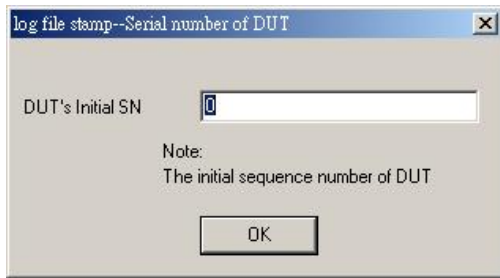 log file stamp--Serial number of DUT
DUT's Initial SN 0
Note:
The initial sequence number of DUT
OK